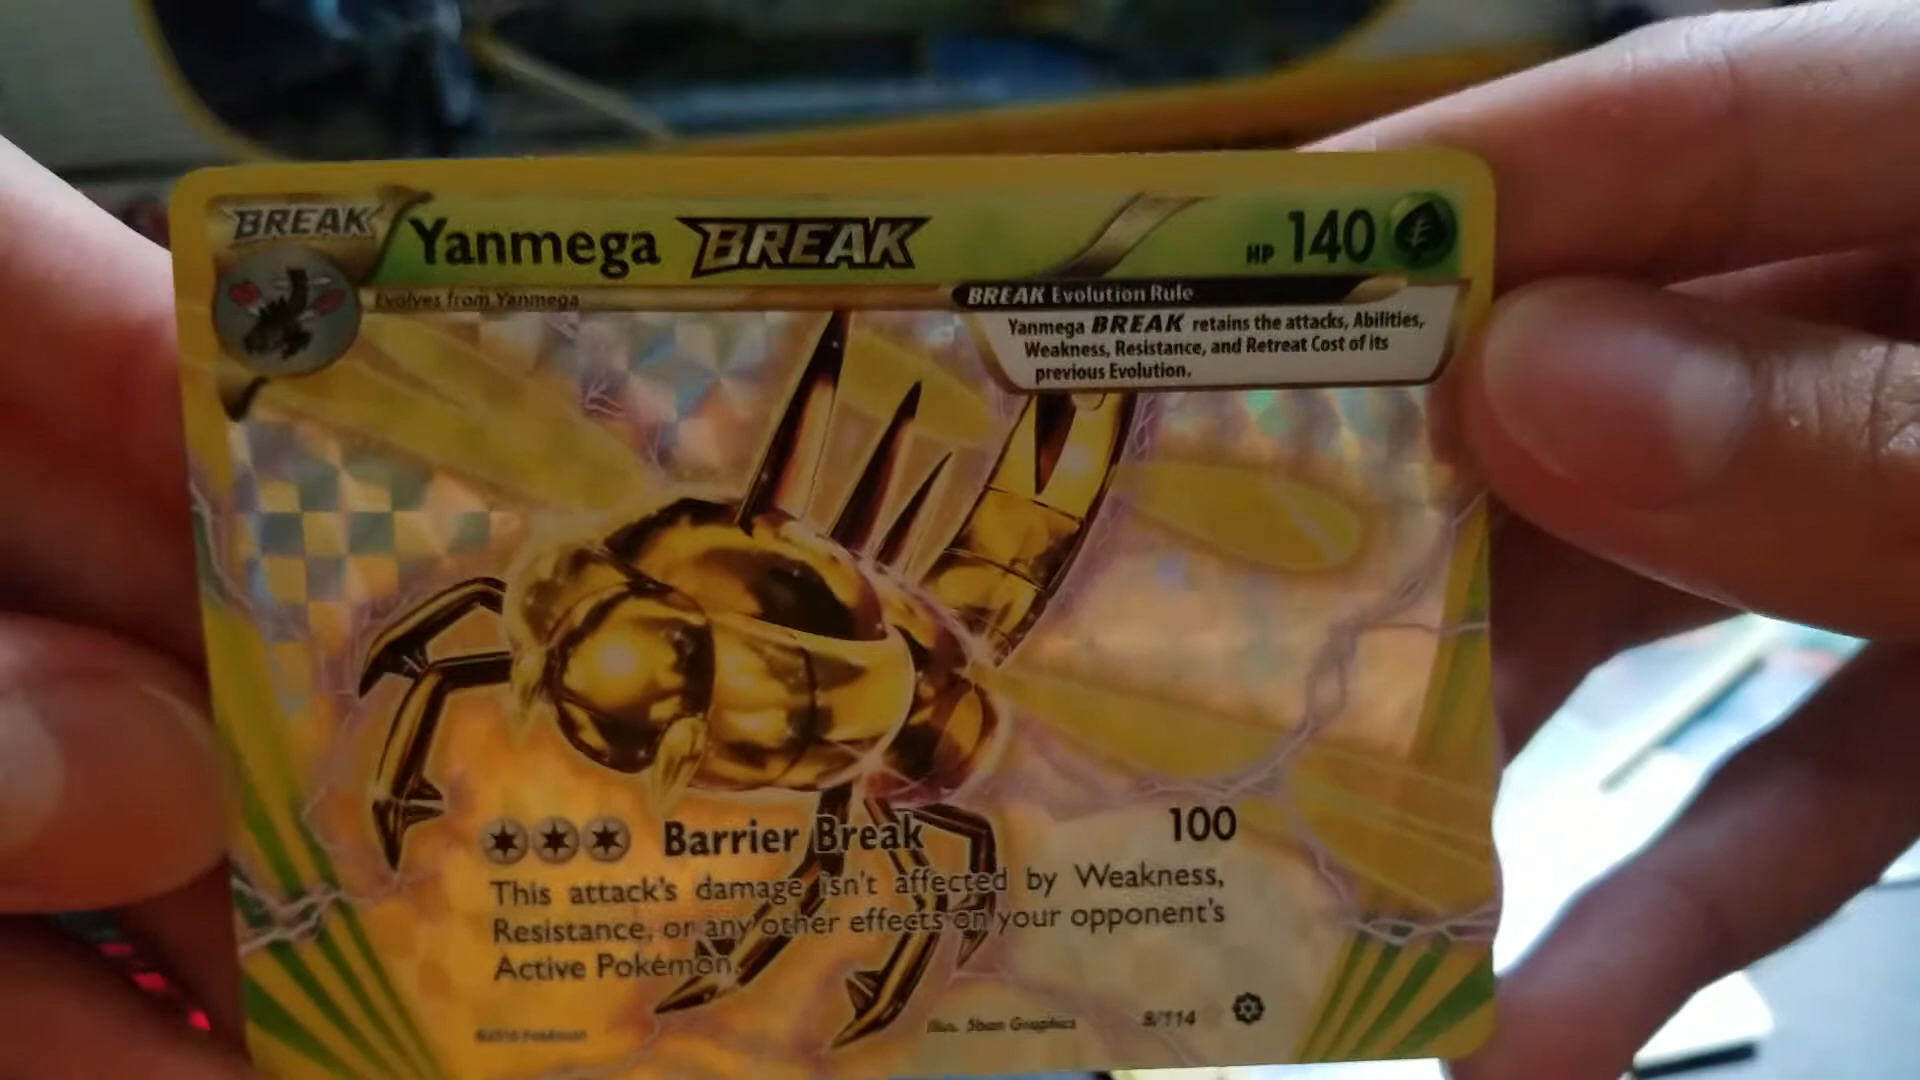 BREAK
Yanmega BREAK
HP 140
Evolves from Yanmega
BREAK Evolution Rule
Yanmega BREAK retains the attacks, Abilities,
Weakness, Resistance, and Retreat Cost of its
previous Evolution.
Barrier Break 100
This attack's damage isn't affected by Weakness,
Resistance, or any other effects on your opponent's
Active Pokémon.
©2016 Pokémon
Illus. 5ban Graphics
8/114